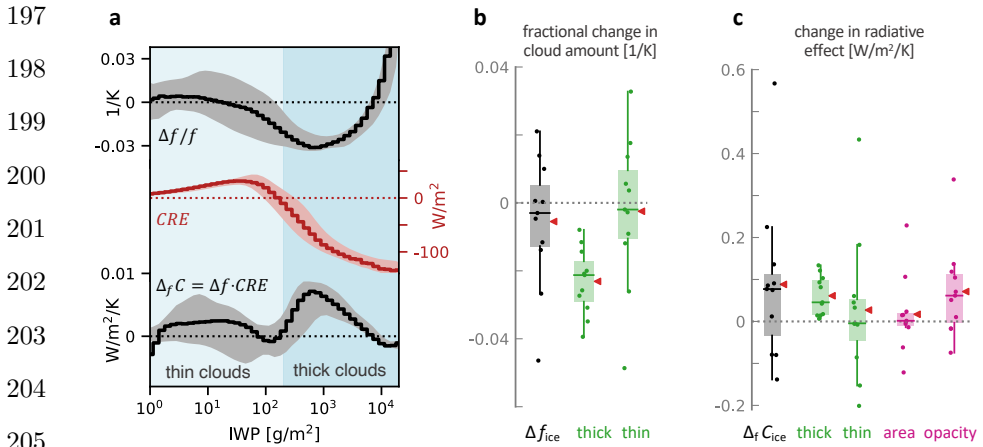 197
198
199
200
201
202
203
204
205
a
0.03
0
-0.03
1/K
Δf/f
CRE
0
-100
W/m²
Δ_f C = Δf·CRE
0.01
0
W/m²/K
thin clouds
thick clouds
10⁰
10¹
10²
10³
10⁴
IWP [g/m²]
b
fractional change in
cloud amount [1/K]
0.04
0
-0.04
Δf_ice
thick
thin
c
change in radiative
effect [W/m²/K]
0.6
0.4
0.2
0
Δ_f C_ice
thick
thin
area
opacity